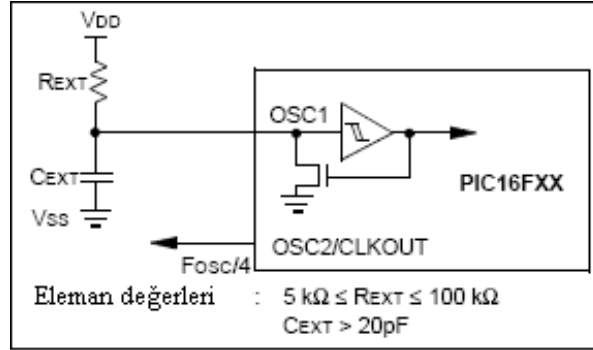 VDD
REXT
OSC1
CEXT
PIC16FXX
VSS
OSC2/CLKOUT
FOSC/4
Eleman değerleri : 5 kΩ ≤ REXT ≤ 100 kΩ
CEXT > 20pF